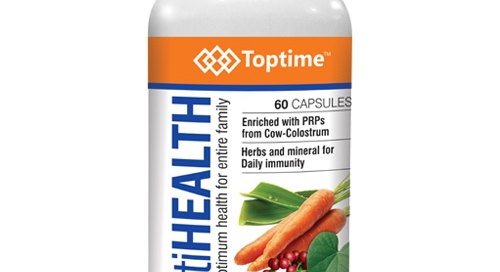 Toptime™
60 CAPSULES
Enriched with PRPs
from Cow-Colostrum
Herbs and mineral for
Daily immunity
tiHEALTH
ptimum health for entire family